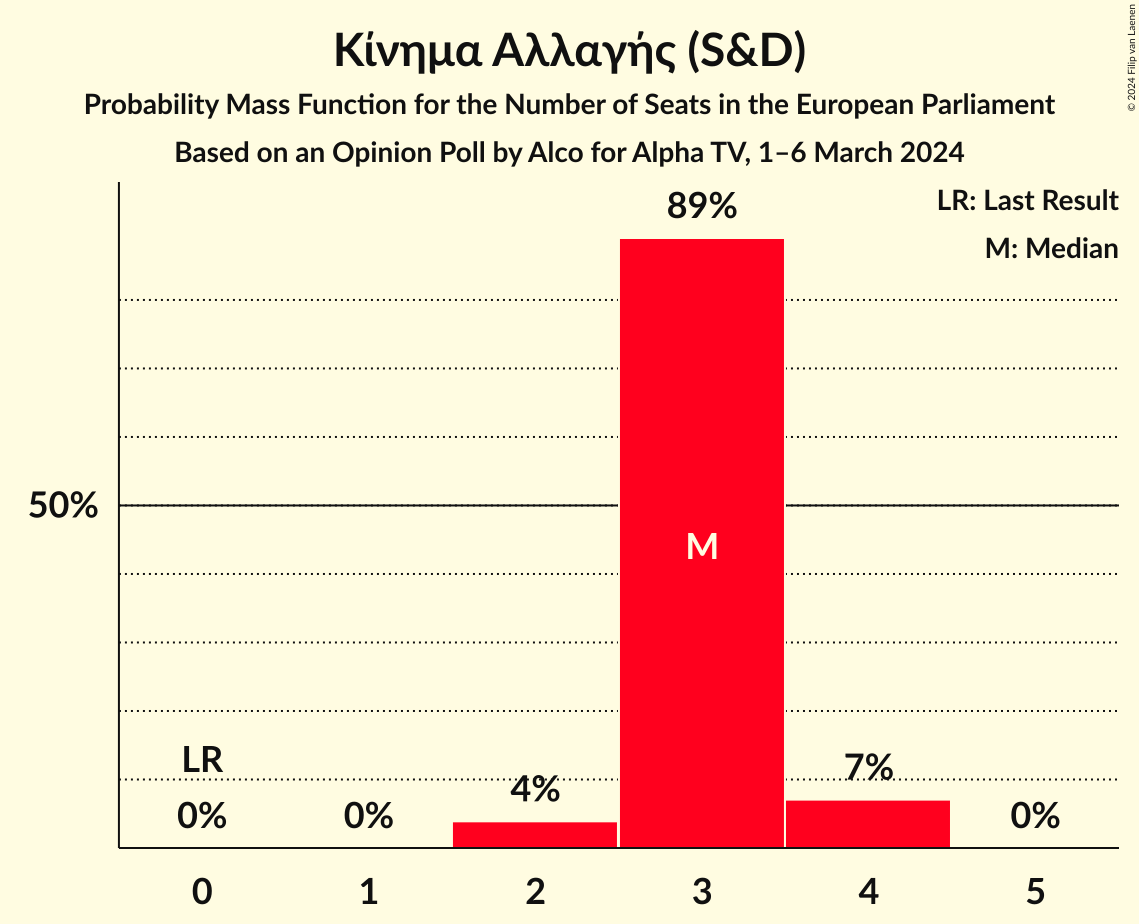 Κίνημα Αλλαγής (S&D)
Probability Mass Function for the Number of Seats in the European Parliament
Based on an Opinion Poll by Alco for Alpha TV, 1–6 March 2024
© 2024 Filip van Laenen
LR: Last Result
M: Median
89%
50%
M
LR
0%
0%
4%
7%
0%
0
1
2
3
4
5